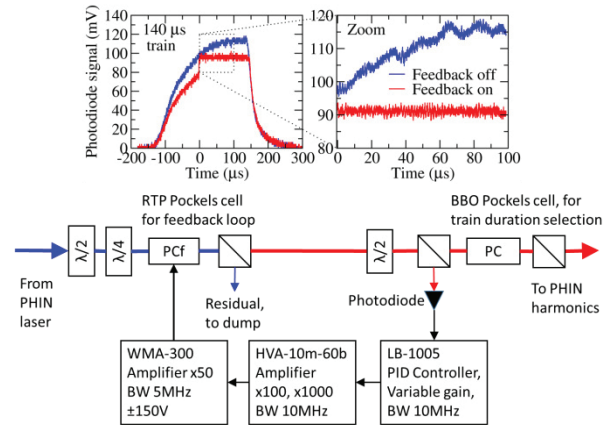 Photodiode signal (mV)
140
120
100
80
60
40
20
0
-200
-100
0
100
200
300
Time (µs)
140 µs
train
120
115
110
105
100
95
90
85
80
0
20
40
60
80
100
Time (µs)
Zoom
Feedback off
Feedback on
RTP Pockels cell
for feedback loop
BBO Pockels cell, for
train duration selection
λ/2
λ/4
PCf
λ/2
PC
From
PHIN
laser
Residual,
to dump
Photodiode
To PHIN
harmonics
WMA-300
Amplifier x50
BW 5MHz
±150V
HVA-10m-60b
Amplifier
x100, x1000
BW 10MHz
LB-1005
PID Controller,
Variable gain,
BW 10MHz